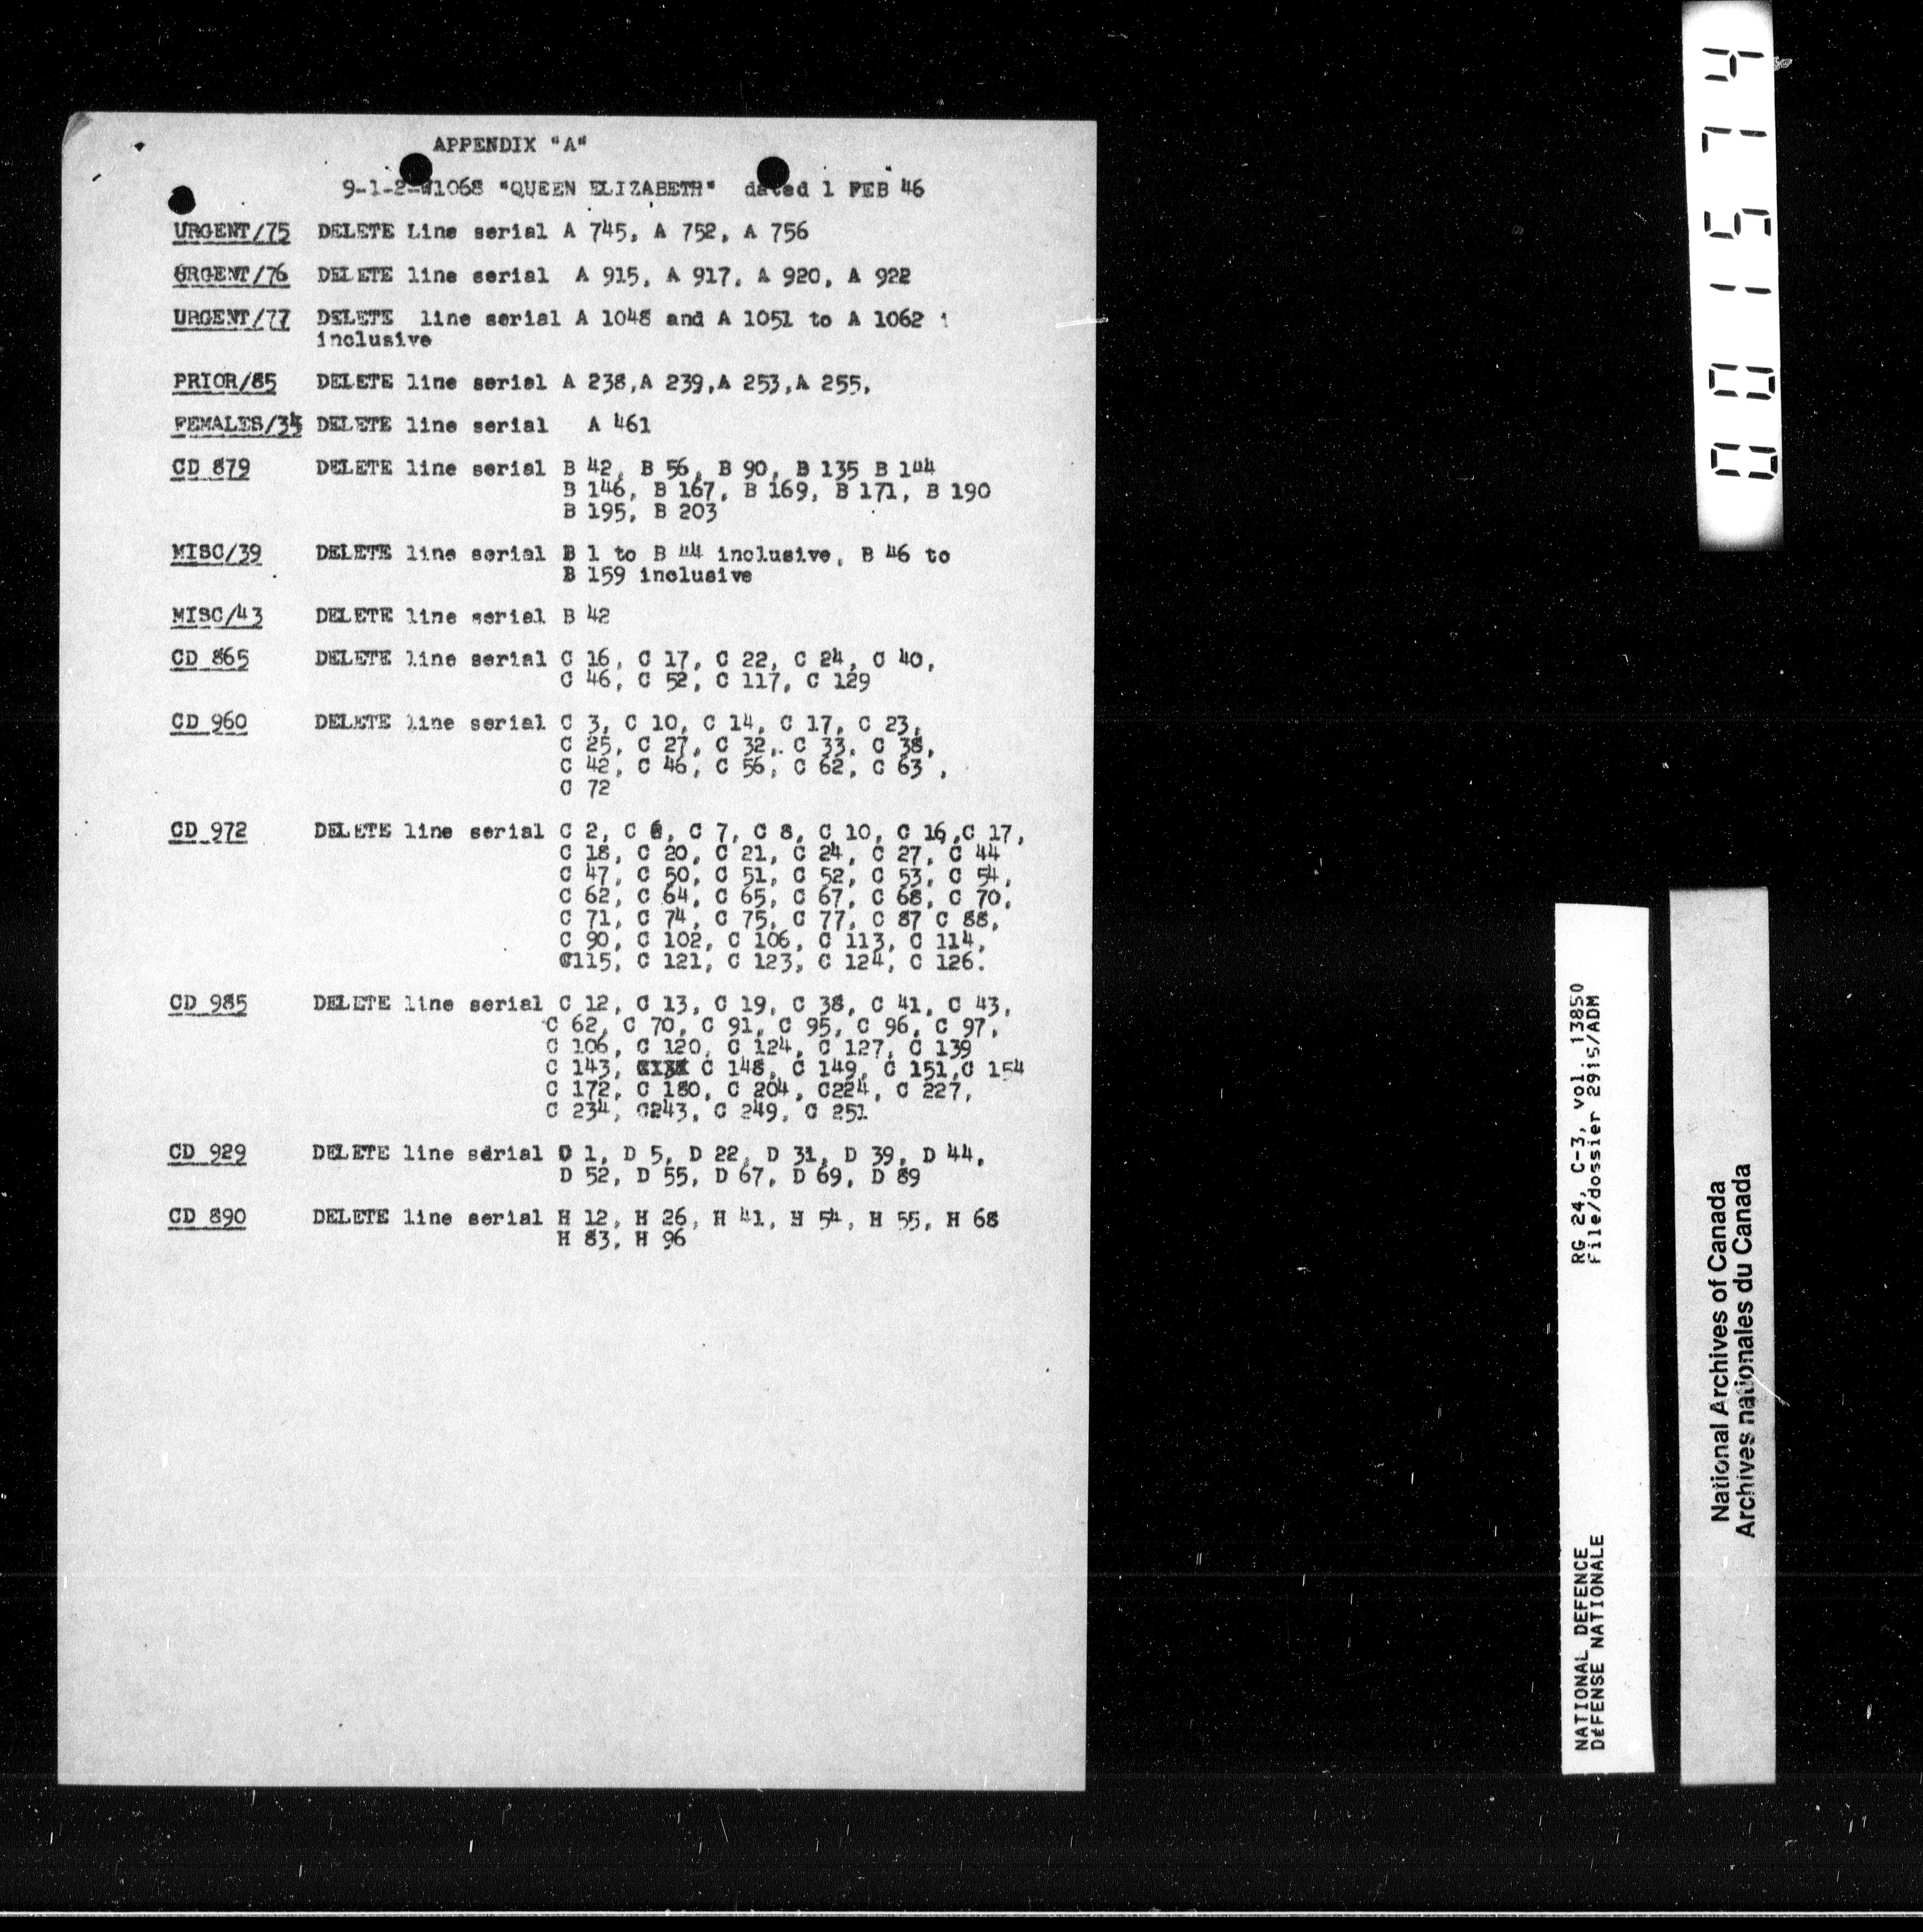 APPENDIX "A"
9-1-2-W1068 "QUEEN ELIZABETH" dated 1 FEB 46
URGENT/75 DELETE Line serial A 745, A 752, A 756
URGENT/76 DELETE line serial A 915, A 917, A 920, A 922
URGENT/77 DELETE line serial A 1048 and A 1051 to A 1062
inclusive
PRIOR/85 DELETE line serial A 238,A 239,A 253,A 255,
FEMALES/34 DELETE line serial A 461
CD 879 DELETE line serial B 42, B 56, B 90, B 135 B 144
B 146, B 167, B 169, B 171, B 190
B 195, B 203
MISC/39 DELETE line serial B 1 to B 44 inclusive, B 46 to
B 159 inclusive
MISC/43 DELETE line serial B 42
CD 865 DELETE line serial C 16, C 17, C 22, C 24, C 40,
C 46, C 52, C 117, C 129
CD 960 DELETE line serial C 3, C 10, C 14, C 17, C 23,
C 25, C 27, C 32, C 33, C 38,
C 42, C 46, C 56, C 62, C 63 ,
C 72
CD 972 DELETE line serial C 2, C 6, C 7, C 8, C 10, C 16,C 17,
C 18, C 20, C 21, C 24, C 27, C 44
C 47, C 50, C 51, C 52, C 53, C 54,
C 62, C 64, C 65, C 67, C 68, C 70,
C 71, C 74, C 75, C 77, C 87 C 88,
C 90, C 102, C 106, C 113, C 114,
C115, C 121, C 123, C 124, C 126.
CD 985 DELETE line serial C 12, C 13, C 19, C 38, C 41, C 43,
C 62, C 70, C 91, C 95, C 96, C 97,
C 106, C 120, C 124, C 127, C 139
C 143, C 148, C 149, C 151,C 154
C 172, C 180, C 204, C224, C 227,
C 234, C243, C 249, C 251
CD 929 DELETE line sdrial D 1, D 5, D 22, D 31, D 39, D 44,
D 52, D 55, D 67, D 69, D 89
CD 890 DELETE line serial H 12, H 26, H 41, H 54, H 55, H 68
H 83, H 96
001574
NATIONAL DEFENCE RG 24, C-3, vol. 13850
DéFENSE NATIONALE File/dossier 29:S/ADM
National Archives of Canada
Archives nationales du Canada